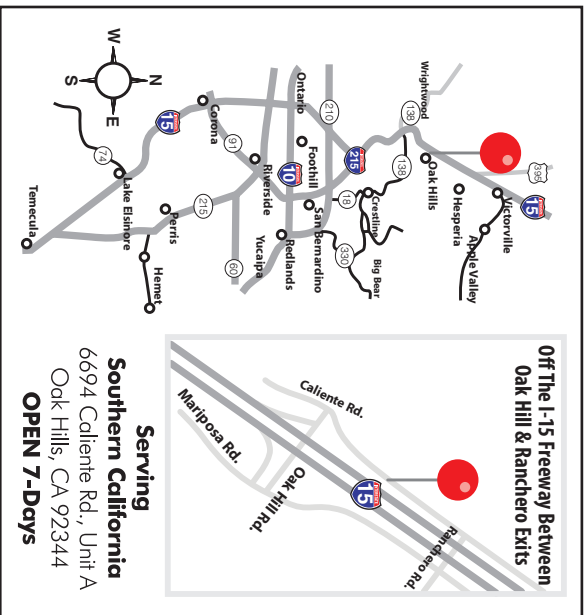 W
N
S
E
Wrightwood
138
395
15
Victorville
Oak Hills
Hesperia
Apple Valley
138
Ontario
210
215
Foothill
10
18
Crestline
San Bernardino
330
Big Bear
15
Corona
91
Riverside
Redlands
Yucaipa
60
74
Lake Elsinore
215
Perris
Hemet
Temecula
Off The I-15 Freeway Between
Oak Hill & Ranchero Exits
Caliente Rd.
Mariposa Rd.
Oak Hill Rd.
15
Ranchero Rd.
Serving
Southern California
6694 Caliente Rd., Unit A
Oak Hills, CA 92344
OPEN 7-Days